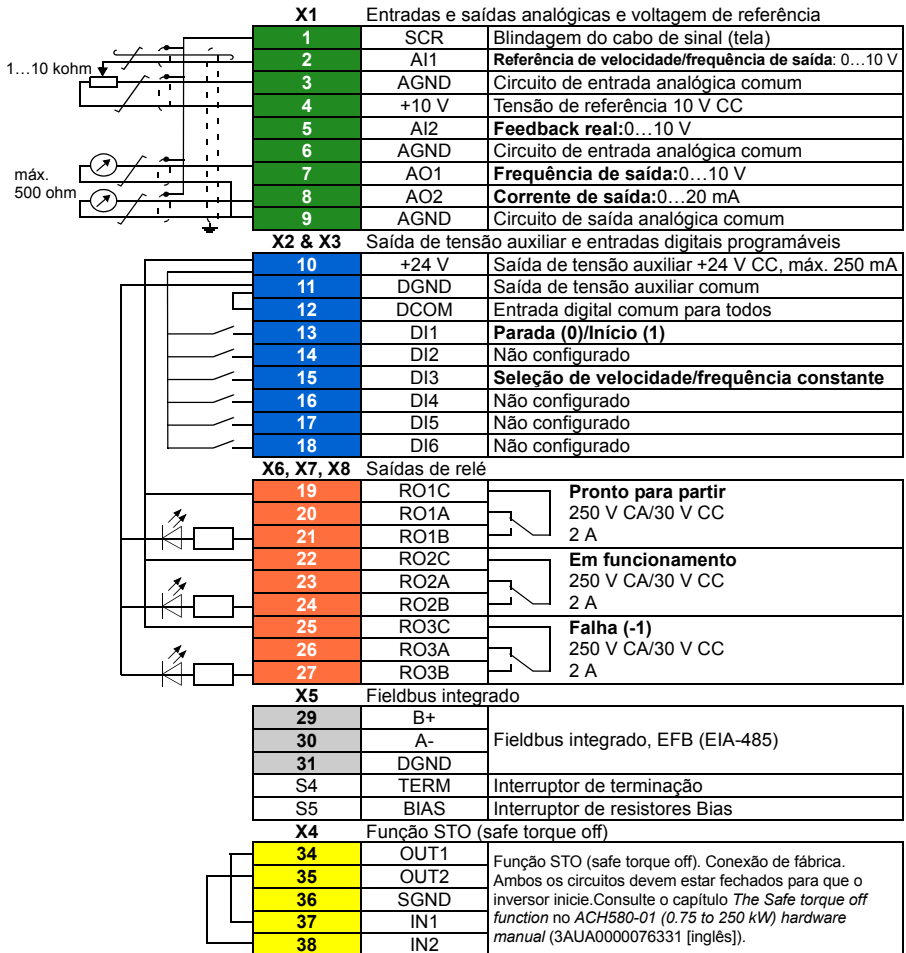 X1 Entradas e saídas analógicas e voltagem de referência
1 SCR Blindagem do cabo de sinal (tela)
2 AI1 Referência de velocidade/frequência de saída: 0…10 V
1…10 kohm
3 AGND Circuito de entrada analógica comum
4 +10 V Tensão de referência 10 V CC
5 AI2 Feedback real:0…10 V
6 AGND Circuito de entrada analógica comum
máx.
500 ohm
7 AO1 Frequência de saída:0…10 V
8 AO2 Corrente de saída:0…20 mA
9 AGND Circuito de saída analógica comum
X2 & X3 Saída de tensão auxiliar e entradas digitais programáveis
10 +24 V Saída de tensão auxiliar +24 V CC, máx. 250 mA
11 DGND Saída de tensão auxiliar comum
12 DCOM Entrada digital comum para todos
13 DI1 Parada (0)/Início (1)
14 DI2 Não configurado
15 DI3 Seleção de velocidade/frequência constante
16 DI4 Não configurado
17 DI5 Não configurado
18 DI6 Não configurado
X6, X7, X8 Saídas de relé
19 RO1C Pronto para partir
20 RO1A 250 V CA/30 V CC
21 RO1B 2 A
22 RO2C Em funcionamento
23 RO2A 250 V CA/30 V CC
24 RO2B 2 A
25 RO3C Falha (-1)
26 RO3A 250 V CA/30 V CC
27 RO3B 2 A
X5 Fieldbus integrado
29 B+
30 A- Fieldbus integrado, EFB (EIA-485)
31 DGND
S4 TERM Interruptor de terminação
S5 BIAS Interruptor de resistores Bias
X4 Função STO (safe torque off)
34 OUT1
35 OUT2
36 SGND
37 IN1
38 IN2
Função STO (safe torque off). Conexão de fábrica.
Ambos os circuitos devem estar fechados para que o
inversor inicie.Consulte o capítulo The Safe torque off
function no ACH580-01 (0.75 to 250 kW) hardware
manual (3AUA0000076331 [inglês]).